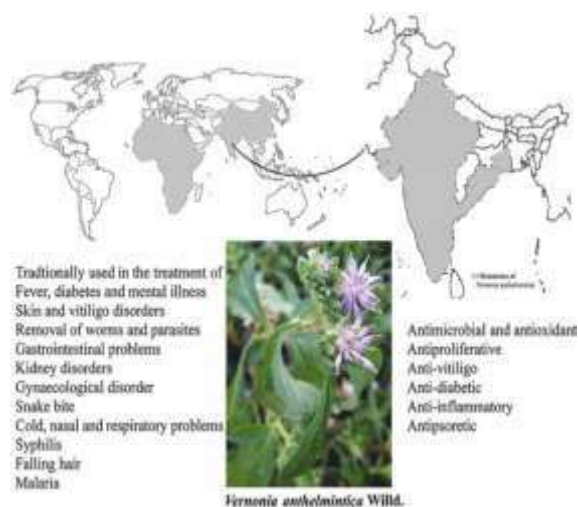 Tradtionally used in the treatment of
Fever, diabetes and mental illness
Skin and vitiligo disorders
Removal of worms and parasites
Gastrointestinal problems
Kidney disorders
Gynaecological disorder
Snake bite
Cold, nasal and respiratory problems
Syphilis
Falling hair
Malaria
Antimicrobial and antioxidant
Antiproliferative
Anti-vitiligo
Anti-diabetic
Anti-inflammatory
Antipsoretic
Vernonia anthelmintica Willd.